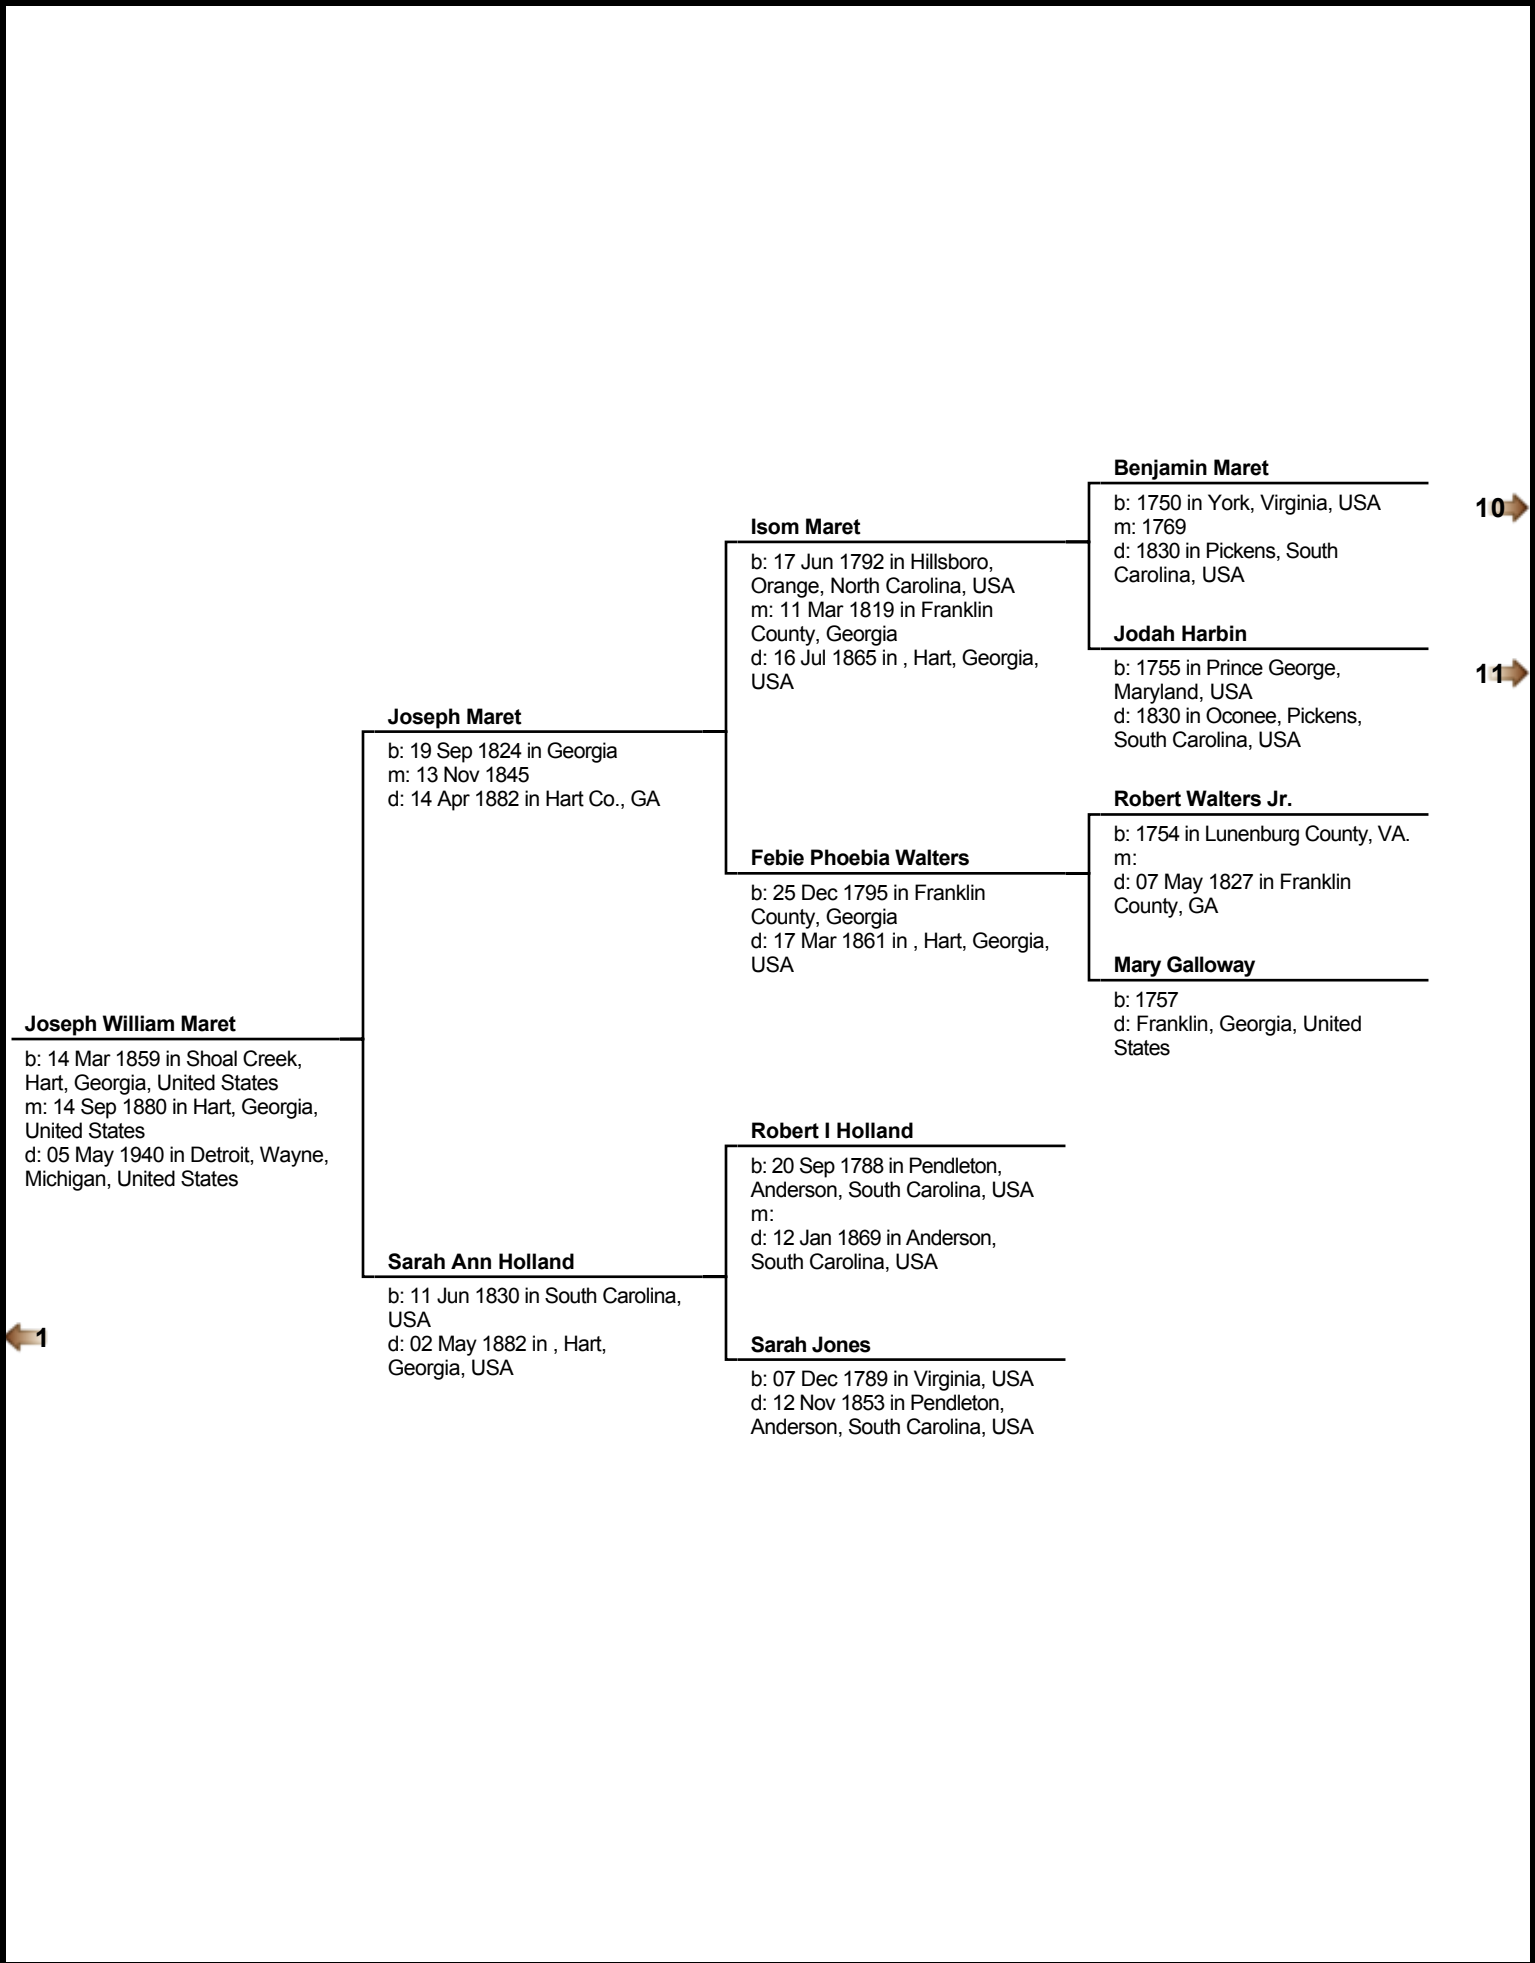 Benjamin Maret
b: 1750 in York, Virginia, USA
m: 1769
d: 1830 in Pickens, South
Carolina, USA
10
Isom Maret
b: 17 Jun 1792 in Hillsboro,
Orange, North Carolina, USA
m: 11 Mar 1819 in Franklin
County, Georgia
d: 16 Jul 1865 in , Hart, Georgia,
USA
Jodah Harbin
b: 1755 in Prince George,
Maryland, USA
d: 1830 in Oconee, Pickens,
South Carolina, USA
11
Joseph Maret
b: 19 Sep 1824 in Georgia
m: 13 Nov 1845
d: 14 Apr 1882 in Hart Co., GA
Robert Walters Jr.
b: 1754 in Lunenburg County, VA.
m:
d: 07 May 1827 in Franklin
County, GA
Febie Phoebia Walters
b: 25 Dec 1795 in Franklin
County, Georgia
d: 17 Mar 1861 in , Hart, Georgia,
USA
Mary Galloway
b: 1757
d: Franklin, Georgia, United
States
Joseph William Maret
b: 14 Mar 1859 in Shoal Creek,
Hart, Georgia, United States
m: 14 Sep 1880 in Hart, Georgia,
United States
d: 05 May 1940 in Detroit, Wayne,
Michigan, United States
Robert I Holland
b: 20 Sep 1788 in Pendleton,
Anderson, South Carolina, USA
m:
d: 12 Jan 1869 in Anderson,
South Carolina, USA
Sarah Ann Holland
b: 11 Jun 1830 in South Carolina,
USA
d: 02 May 1882 in , Hart,
Georgia, USA
1
Sarah Jones
b: 07 Dec 1789 in Virginia, USA
d: 12 Nov 1853 in Pendleton,
Anderson, South Carolina, USA